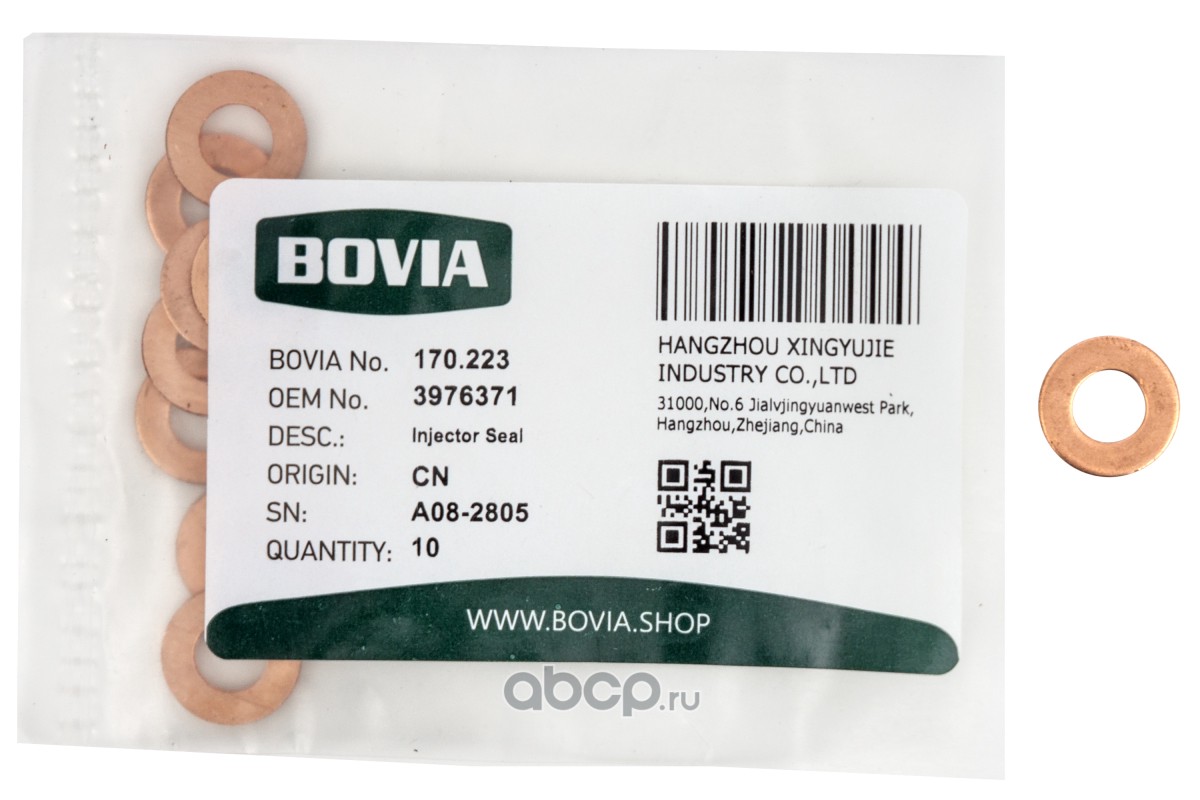 BOVIA
BOVIA No. 170.223
OEM No. 3976371
DESC.: Injector Seal
ORIGIN: CN
SN: A08-2805
QUANTITY: 10
HANGZHOU XINGYUJIE
INDUSTRY CO.,LTD
31000,No.6 Jialvjingyuanwest Park,
Hangzhou,Zhejiang,China
WWW.BOVIA.SHOP
abcp.ru